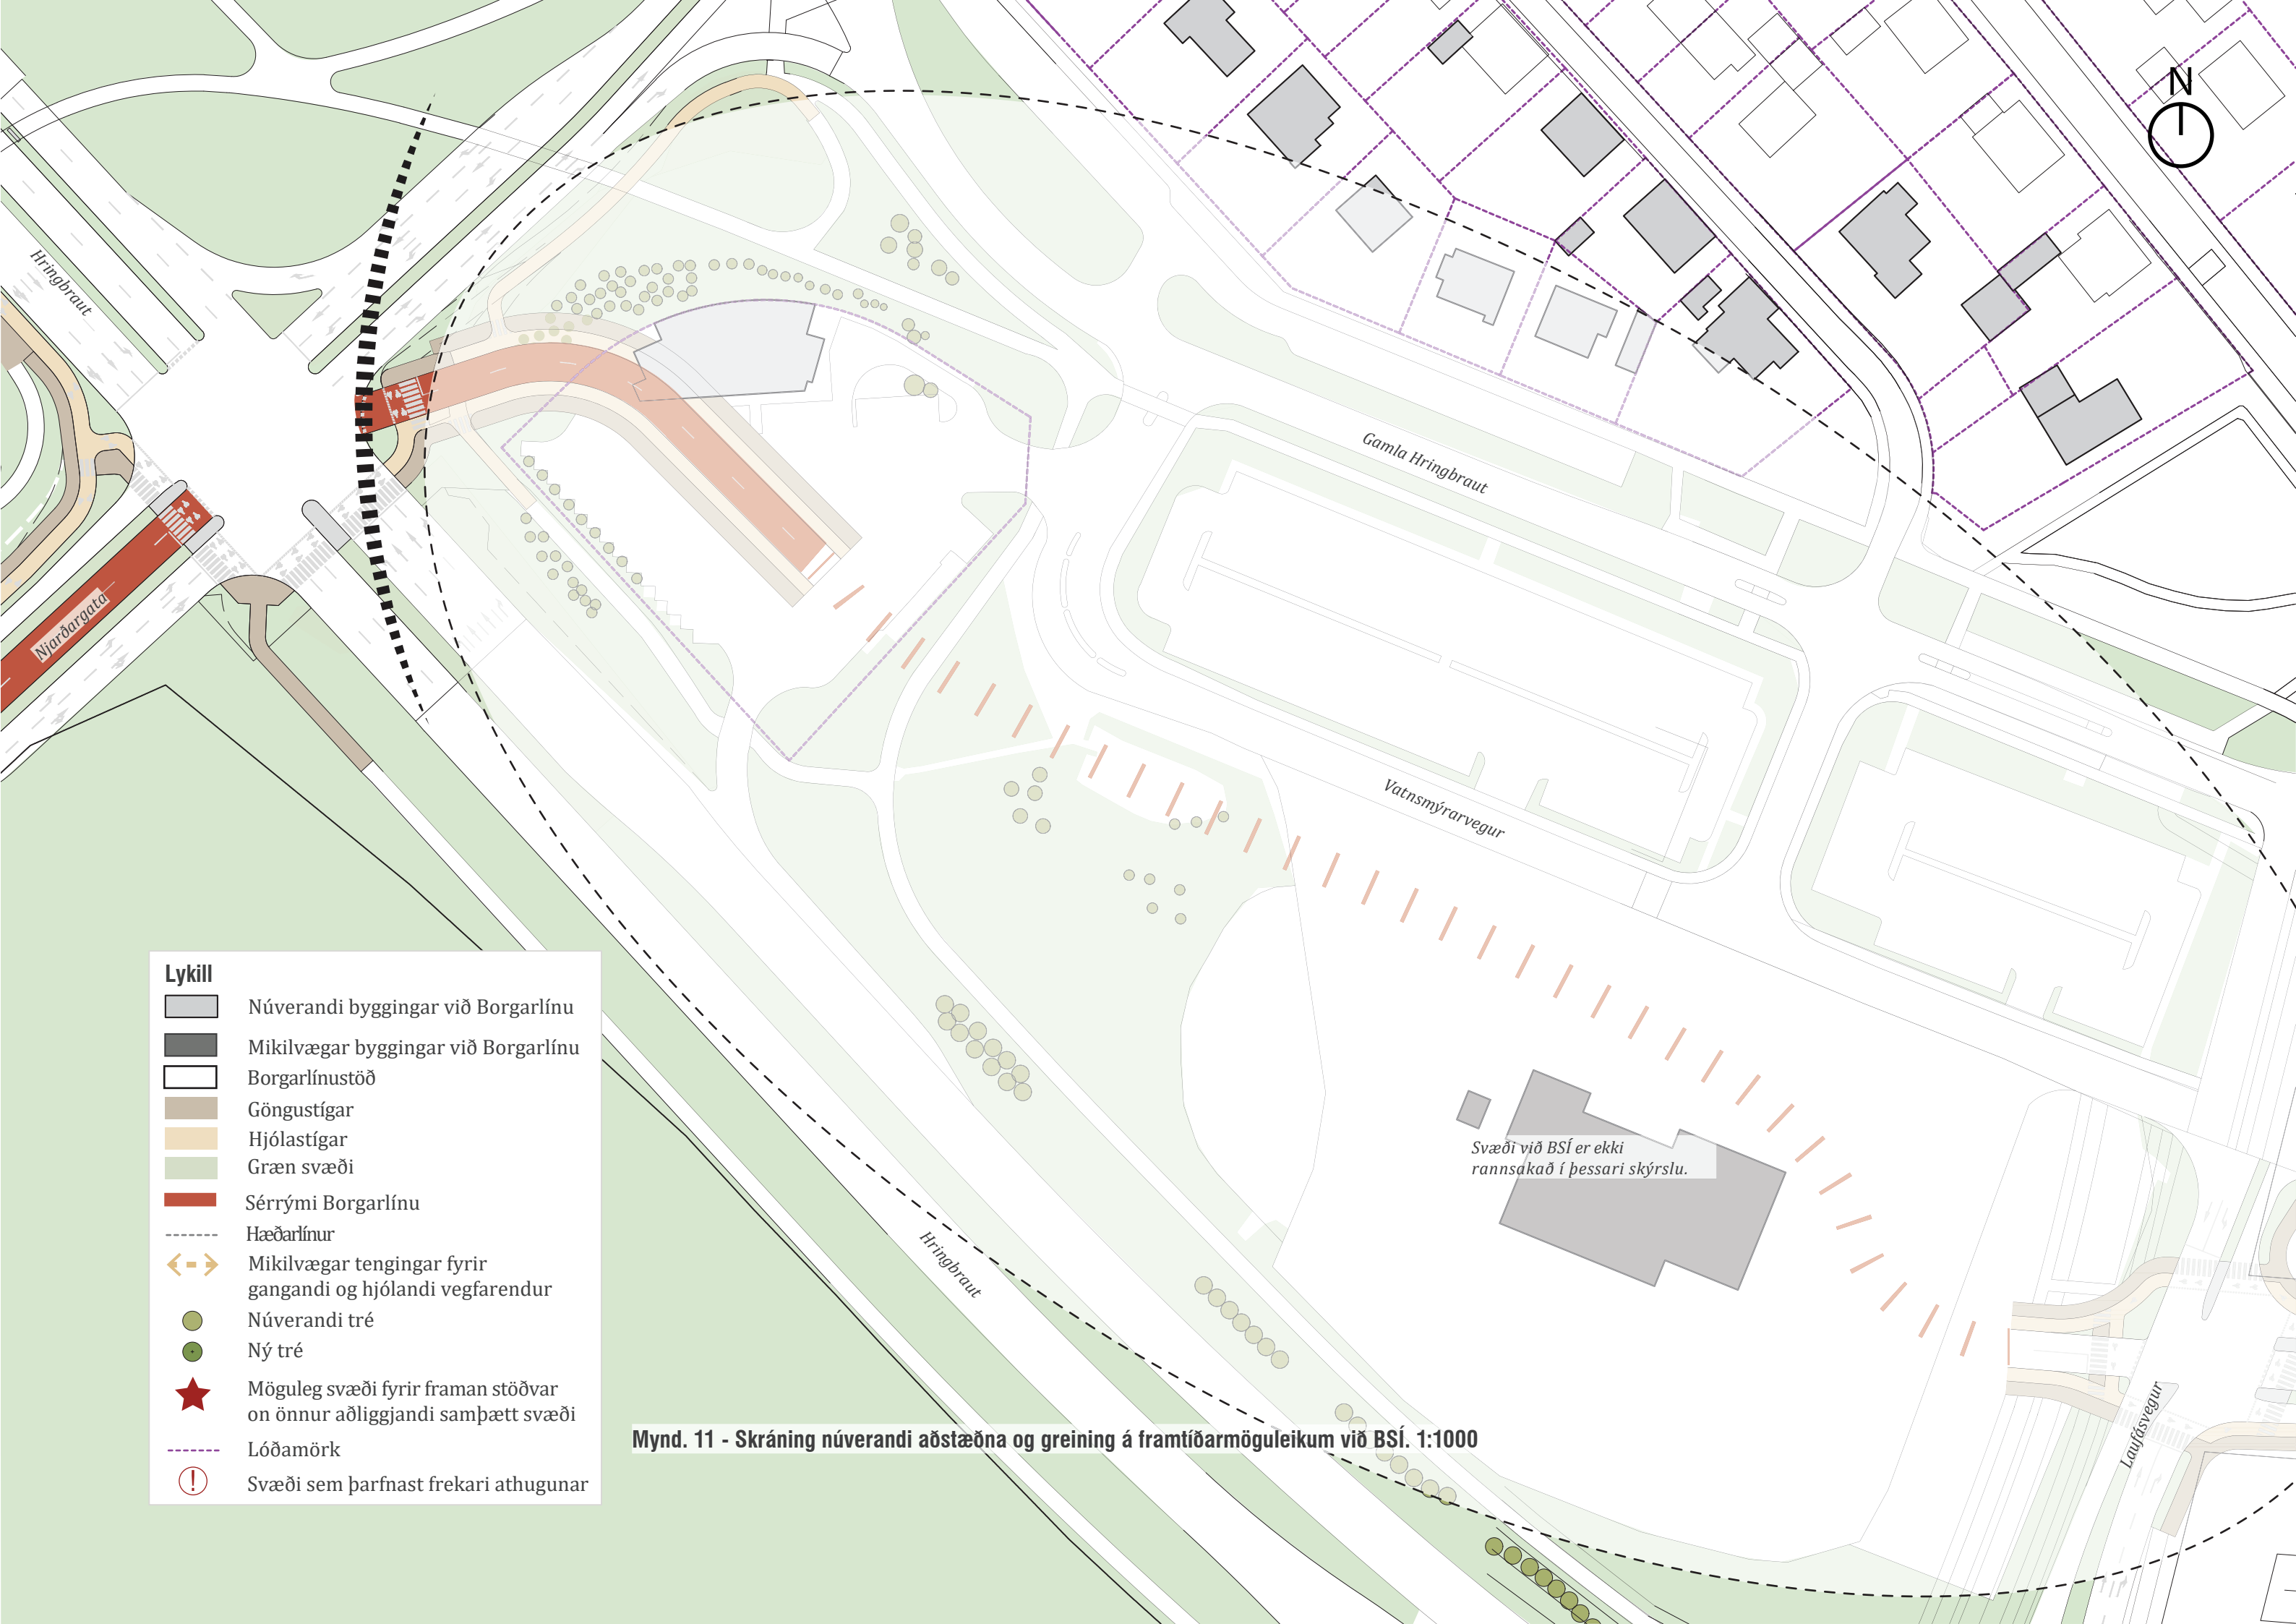 N
Hringbraut
Gamla Hringbraut
Njarðargata
Vatnsmýrarvegur
Lykill
Núverandi byggingar við Borgarlínu
Mikilvægar byggingar við Borgarlínu
Borgarlínustöð
Göngustígar
Hjólastígar
Græn svæði
Sérrými Borgarlínu
Hæðarlínur
Mikilvægar tengingar fyrir
gangandi og hjólandi vegfarendur
Núverandi tré
Ný tré
Möguleg svæði fyrir framan stöðvar
on önnur aðliggjandi samþætt svæði
Lóðamörk
Svæði sem þarfnast frekari athugunar
Svæði við BSÍ er ekki
rannsakað í þessari skýrslu.
Hringbraut
Laufásvegur
Mynd. 11 - Skráning núverandi aðstæðna og greining á framtíðarmöguleikum við BSÍ. 1:1000